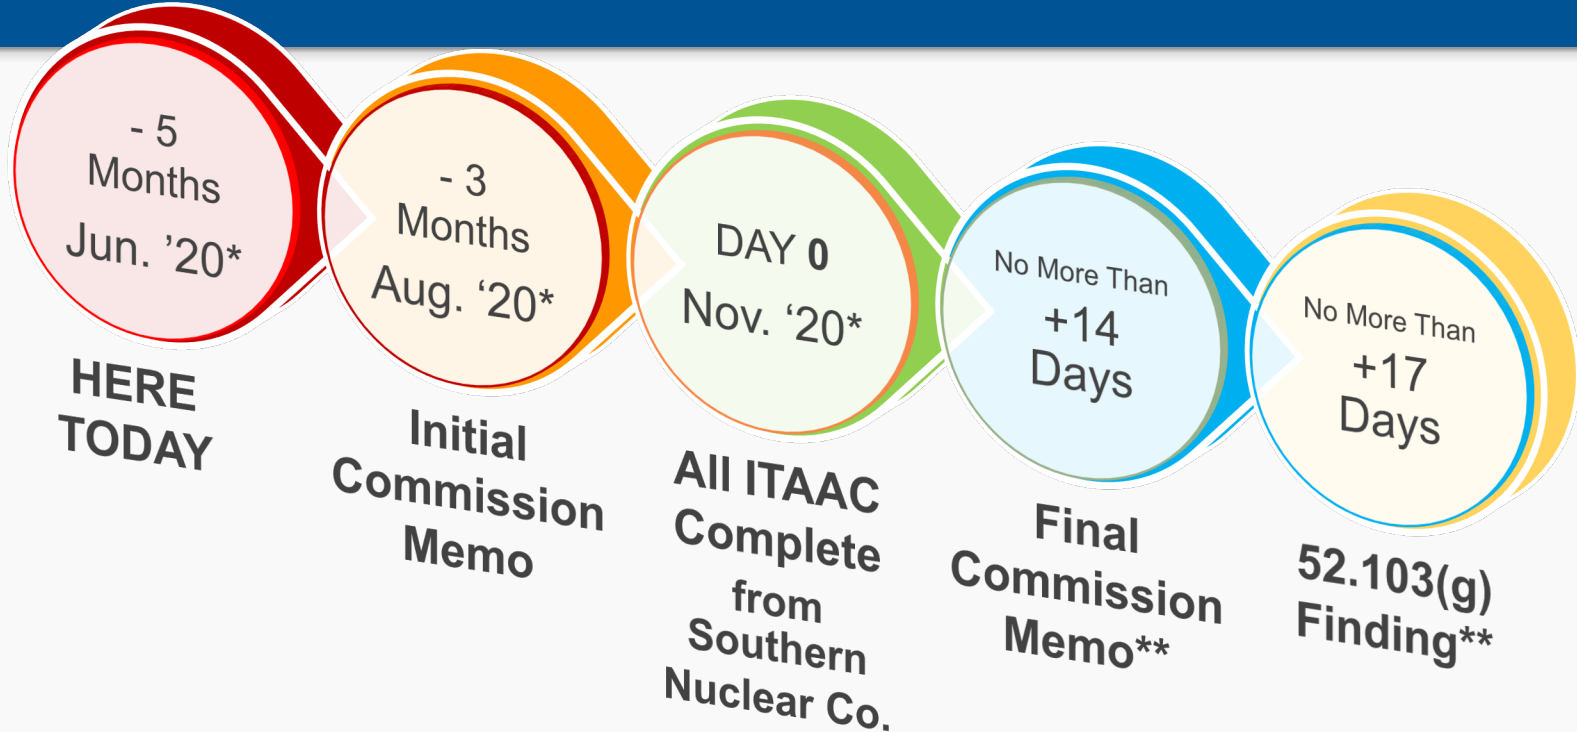 - 5
Months
Jun. ’20*
HERE
TODAY
- 3
Months
Aug. ‘20*
Initial
Commission
Memo
DAY 0
Nov. ‘20*
All ITAAC
Complete
from
Southern
Nuclear Co.
No More Than
+14
Days
Final
Commission
Memo**
No More Than
+17
Days
52.103(g)
Finding**